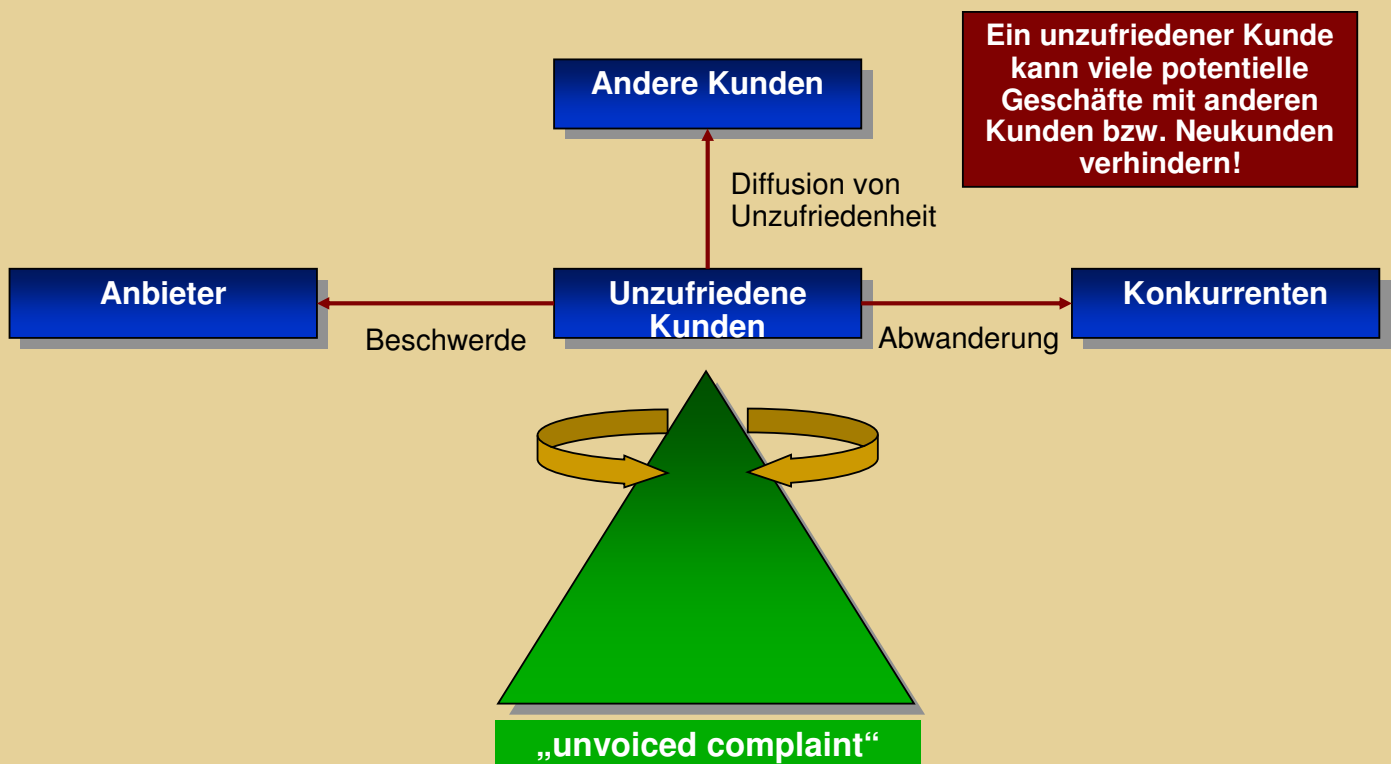 Ein unzufriedener Kunde
kann viele potentielle
Geschäfte mit anderen
Kunden bzw. Neukunden
verhindern!
Andere Kunden
Diffusion von
Unzufriedenheit
Anbieter
Unzufriedene
Kunden
Konkurrenten
Beschwerde
Abwanderung
„unvoiced complaint“